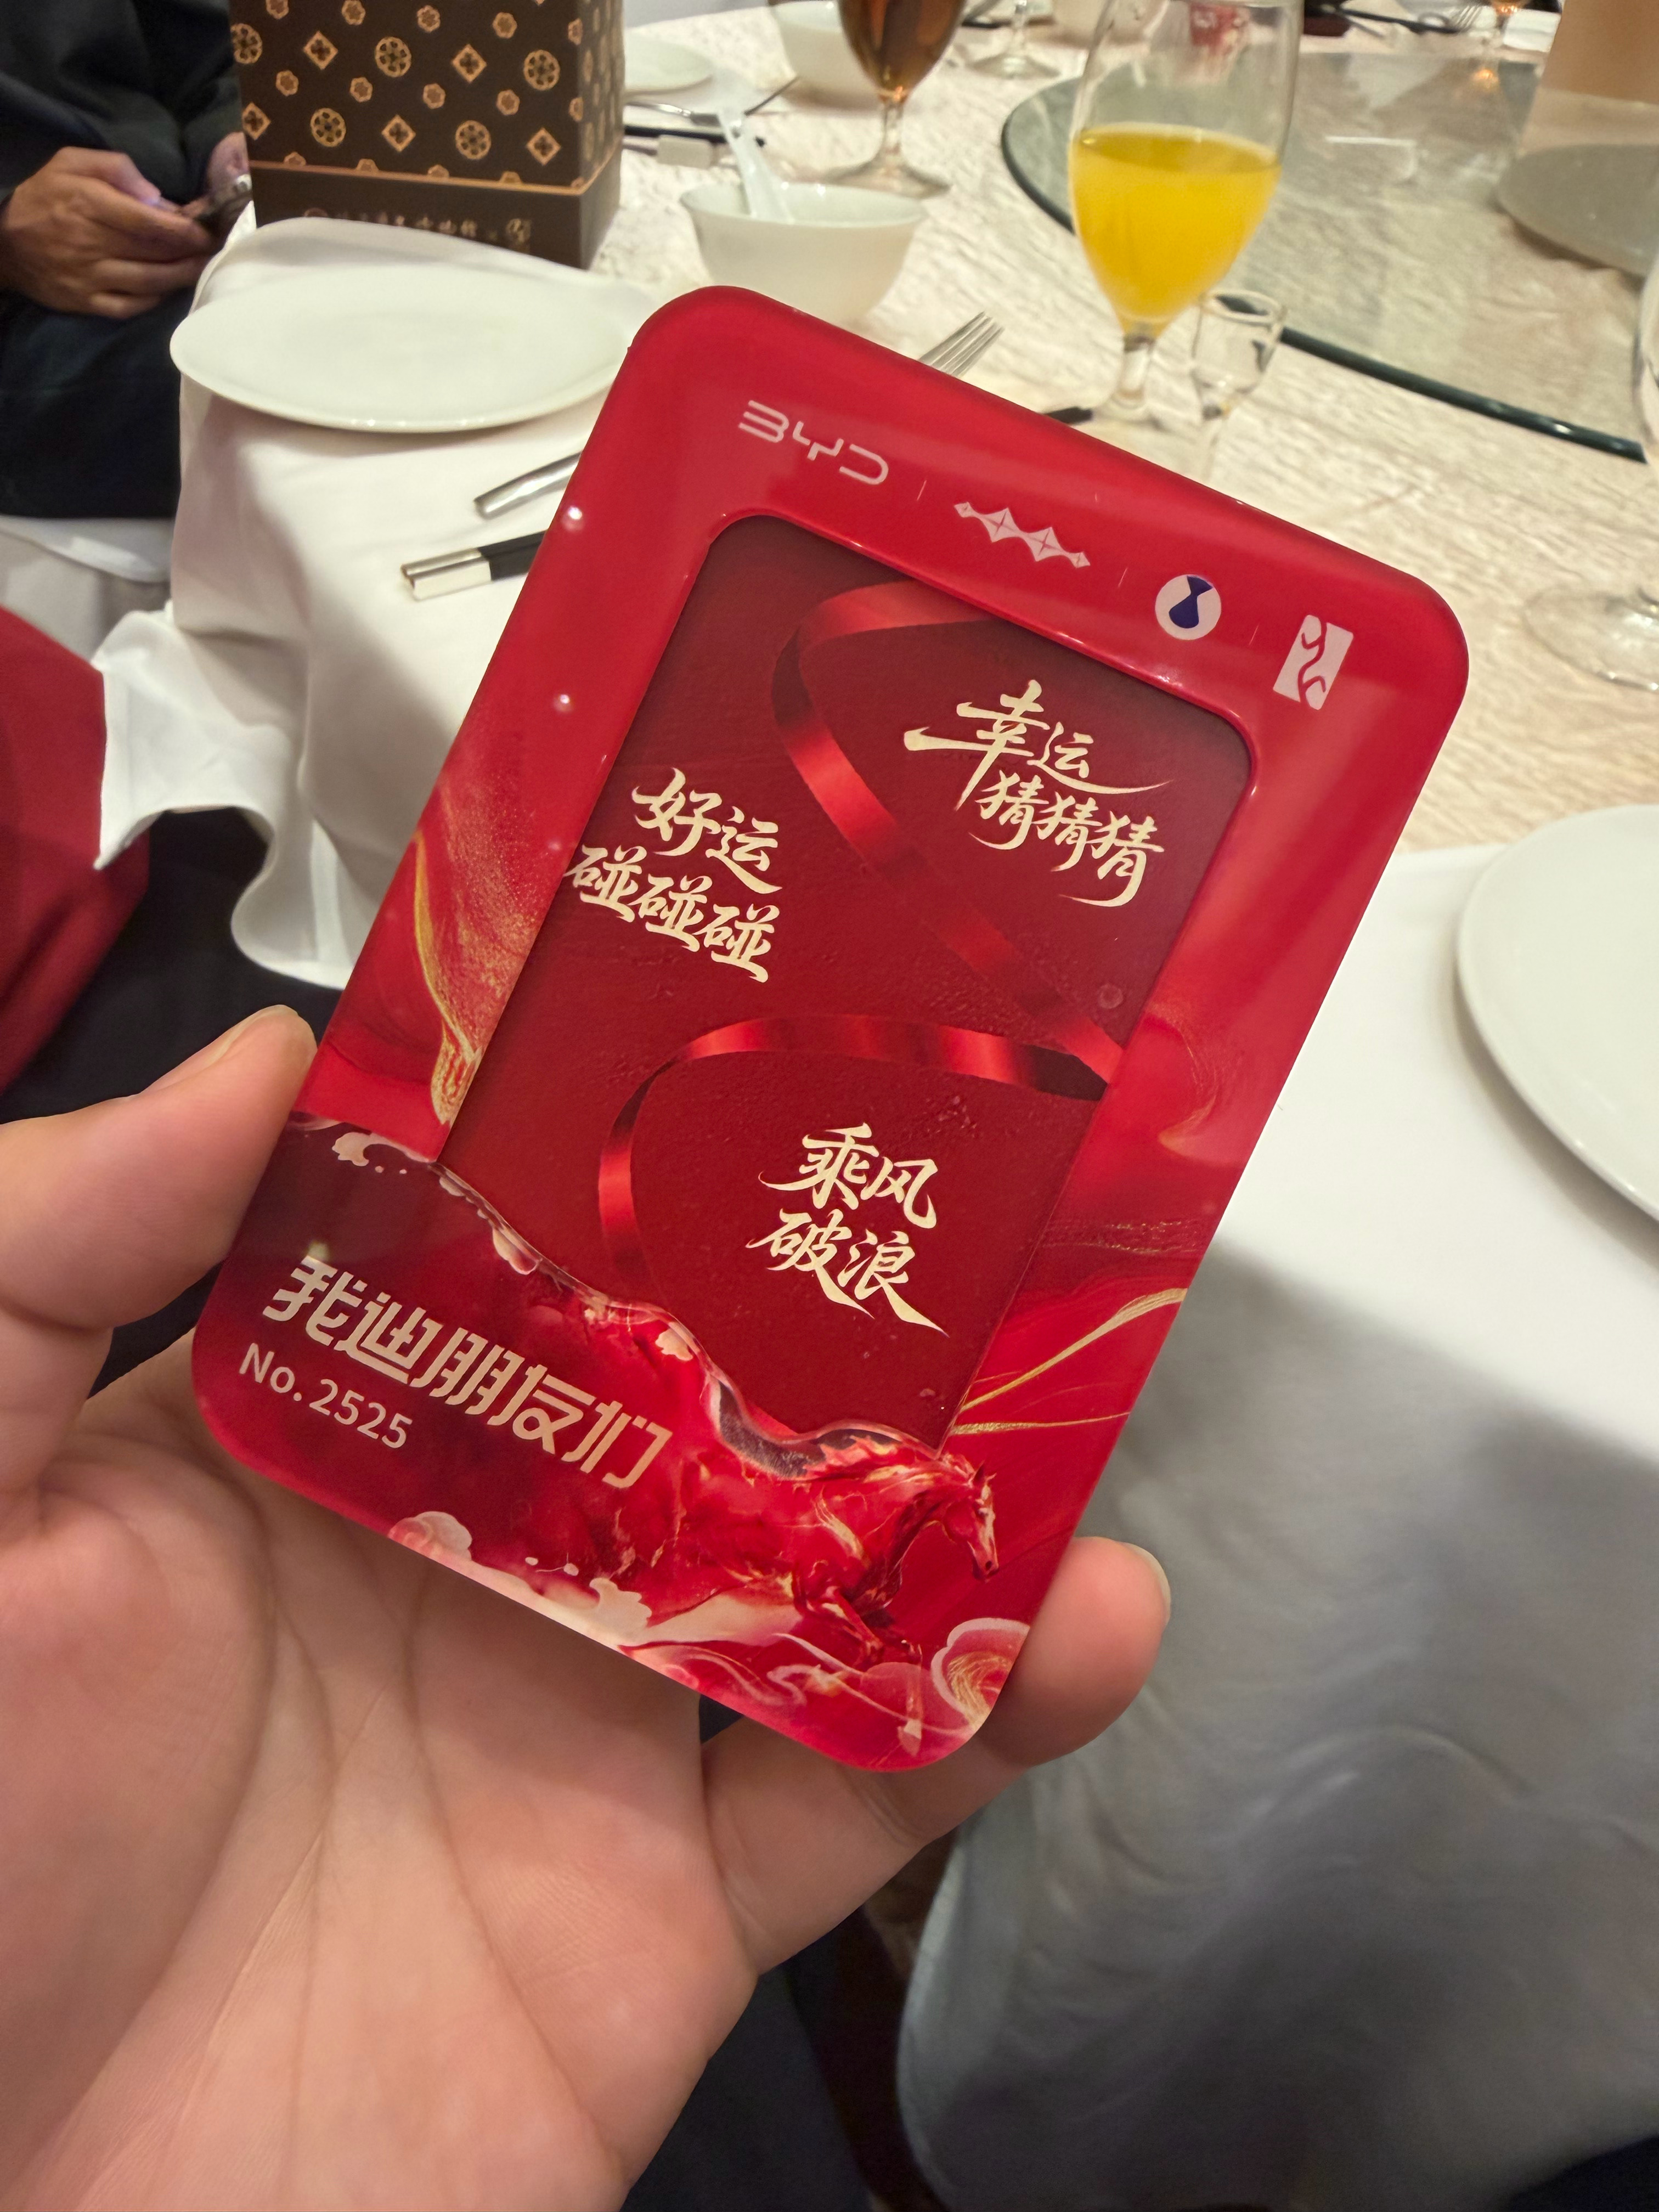 BYD
幸运
猜猜猜
好运
碰碰碰
乘风
破浪
我迪朋友们
No. 2525